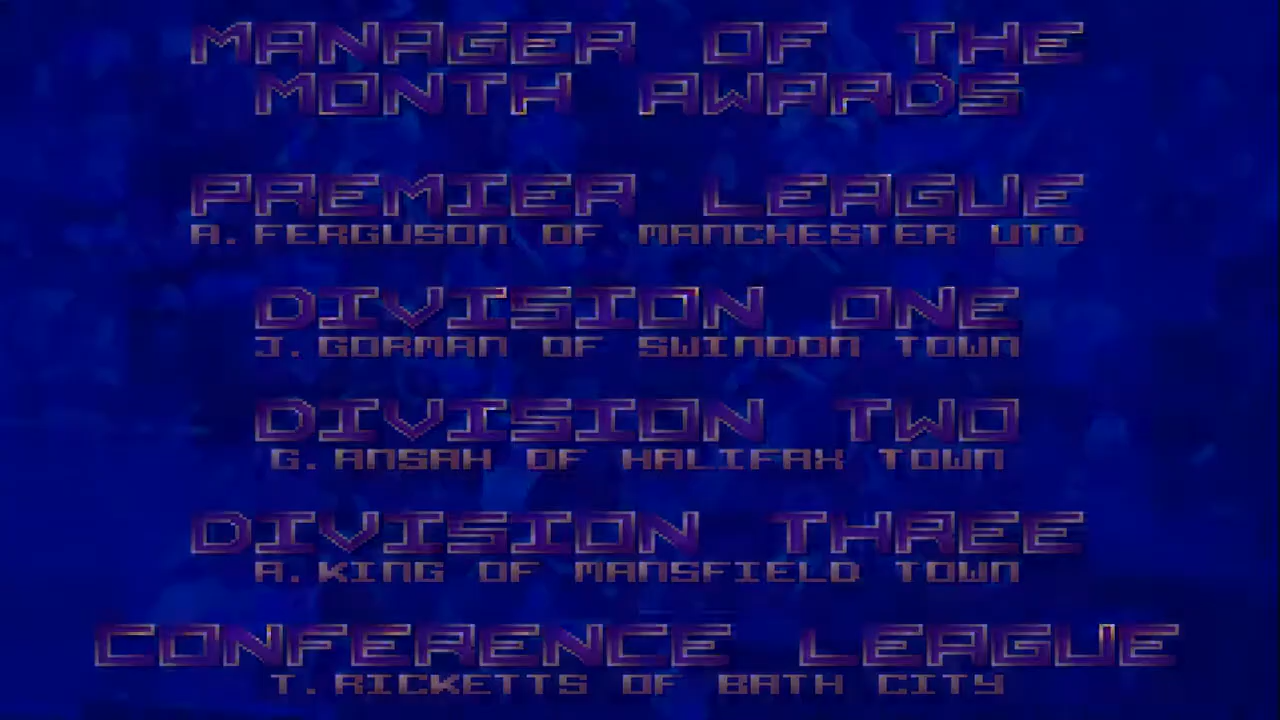 MANAGER OF THE
MONTH AWARDS
PREMIER LEAGUE
A. FERGUSON OF MANCHESTER UTD
DIVISION ONE
J. GORMAN OF SWINDON TOWN
DIVISION TWO
G. ANSAH OF HALIFAX TOWN
DIVISION THREE
A. KING OF MANSFIELD TOWN
CONFERENCE LEAGUE
T. RICKETTS OF BATH CITY